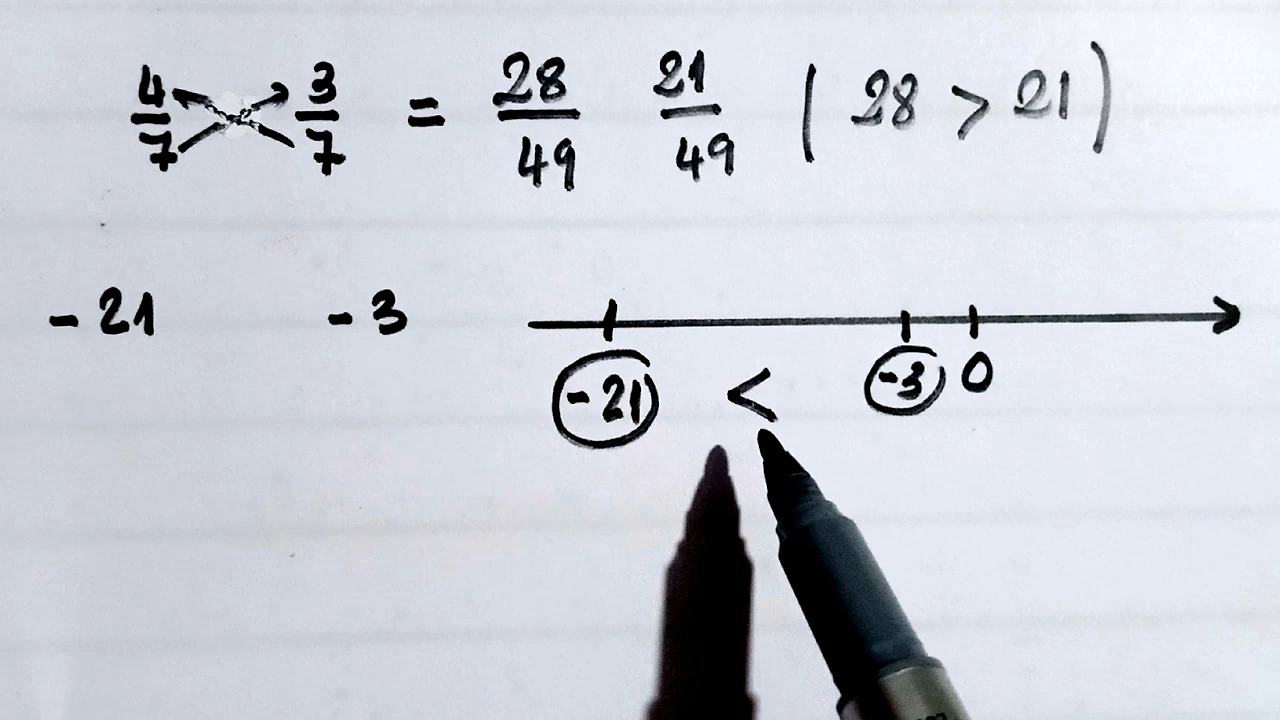 4/7 3/7 = 28/49 21/49 ( 28 > 21 )
-21 -3
-21 < -3 0